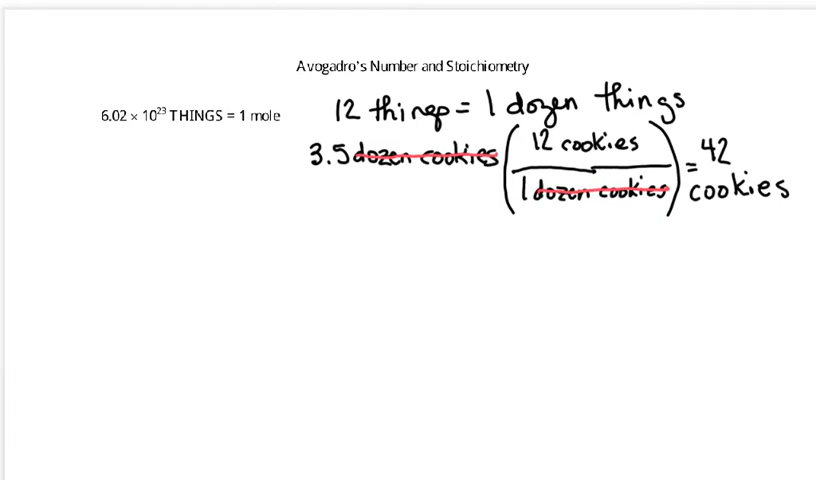 Avogadro's Number and Stoichiometry
6.02 × 10²³ THINGS = 1 mole
12 things = 1 dozen things
3.5 dozen cookies (12 cookies / 1 dozen cookies) = 42 cookies